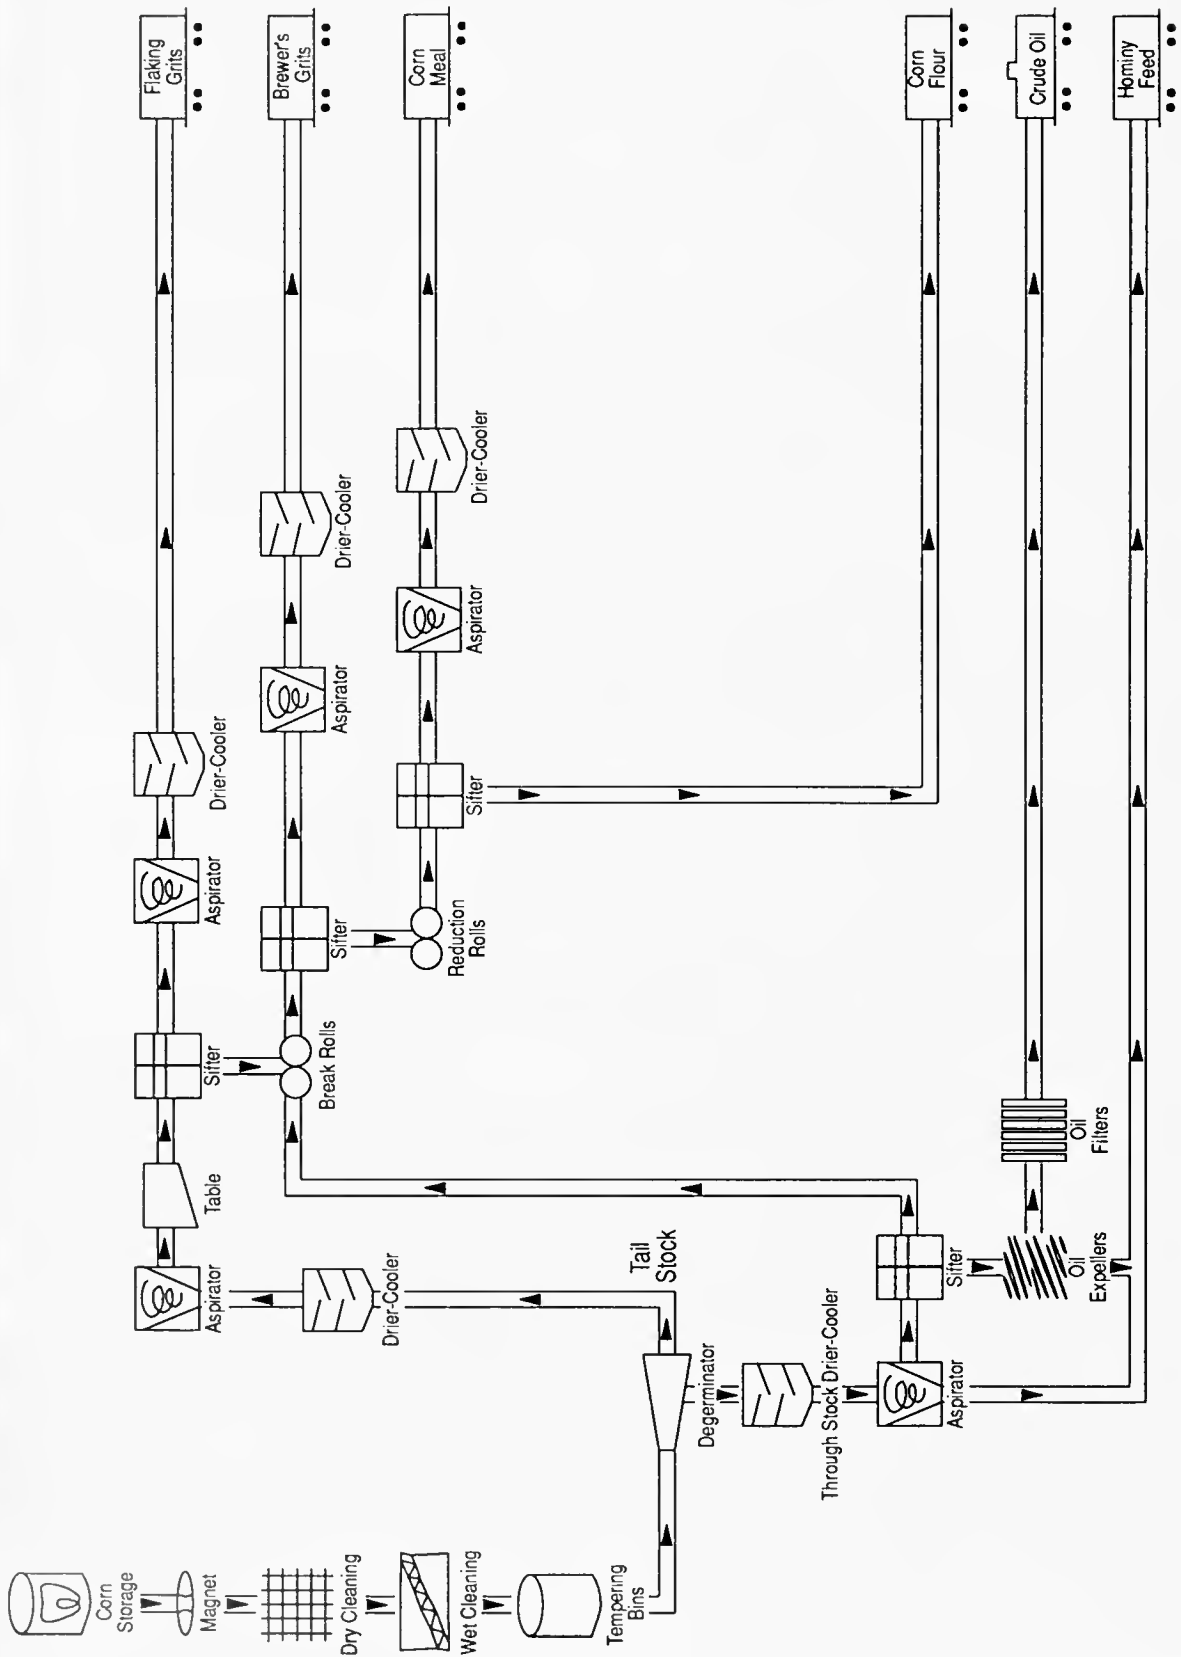 Corn
Storage
Magnet
Dry Cleaning
Wet Cleaning
Tempering
Bins
Degerminator
Through Stock Drier-Cooler
Aspirator
Tail
Stock
Drier-Cooler
Aspirator
Table
Sifter
Aspirator
Drier-Cooler
Flaking
Grits
Break Rolls
Sifter
Aspirator
Drier-Cooler
Brewer's
Grits
Reduction
Rolls
Sifter
Aspirator
Drier-Cooler
Corn
Meal
Corn
Flour
Sifter
Oil
Expellers
Oil
Filters
Crude Oil
Hominy
Feed